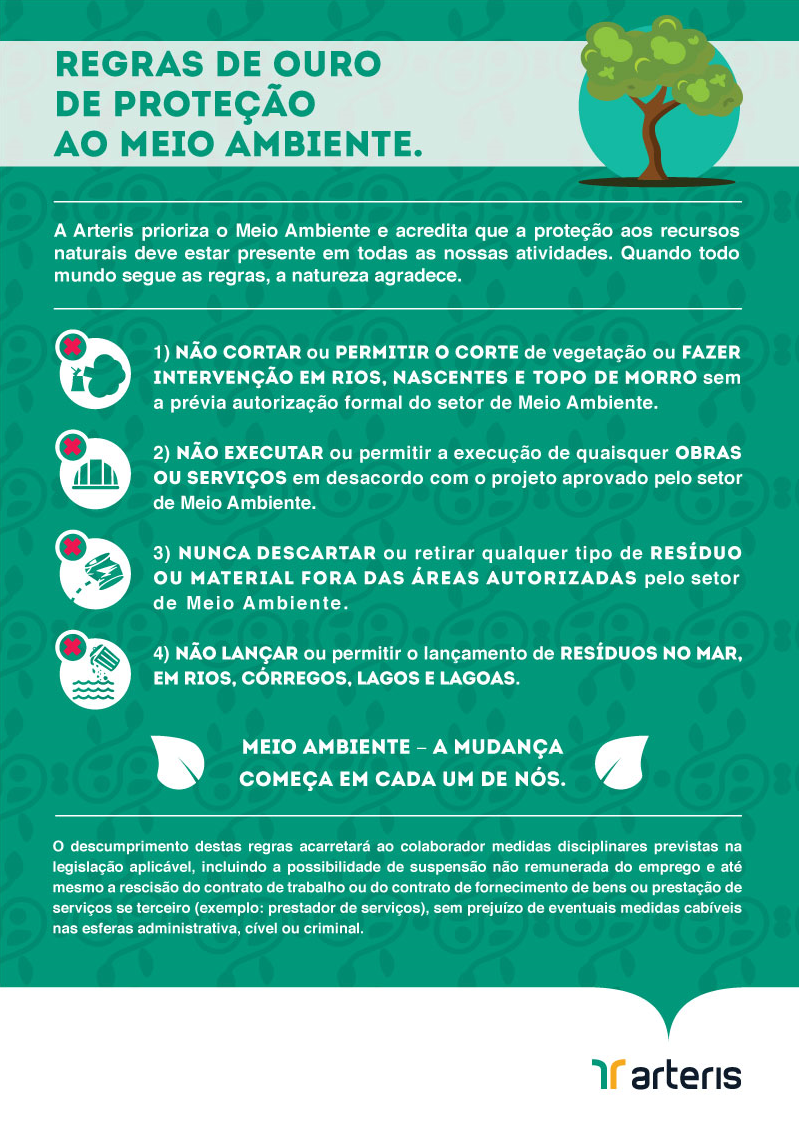 REGRAS DE OURO
DE PROTEÇÃO
AO MEIO AMBIENTE.
A Arteris prioriza o Meio Ambiente e acredita que a proteção aos recursos
naturais deve estar presente em todas as nossas atividades. Quando todo
mundo segue as regras, a natureza agradece.
1) NÃO CORTAR ou PERMITIR O CORTE de vegetação ou FAZER
INTERVENÇÃO EM RIOS, NASCENTES E TOPO DE MORRO sem
a prévia autorização formal do setor de Meio Ambiente.
2) NÃO EXECUTAR ou permitir a execução de quaisquer OBRAS
OU SERVIÇOS em desacordo com o projeto aprovado pelo setor
de Meio Ambiente.
3) NUNCA DESCARTAR ou retirar qualquer tipo de RESÍDUO
OU MATERIAL FORA DAS ÁREAS AUTORIZADAS pelo setor
de Meio Ambiente.
4) NÃO LANÇAR ou permitir o lançamento de RESÍDUOS NO MAR,
EM RIOS, CÓRREGOS, LAGOS E LAGOAS.
MEIO AMBIENTE – A MUDANÇA
COMEÇA EM CADA UM DE NÓS.
O descumprimento destas regras acarretará ao colaborador medidas disciplinares previstas na
legislação aplicável, incluindo a possibilidade de suspensão não remunerada do emprego e até
mesmo a rescisão do contrato de trabalho ou do contrato de fornecimento de bens ou prestação de
serviços se terceiro (exemplo: prestador de serviços), sem prejuízo de eventuais medidas cabíveis
nas esferas administrativa, cível ou criminal.
arteris